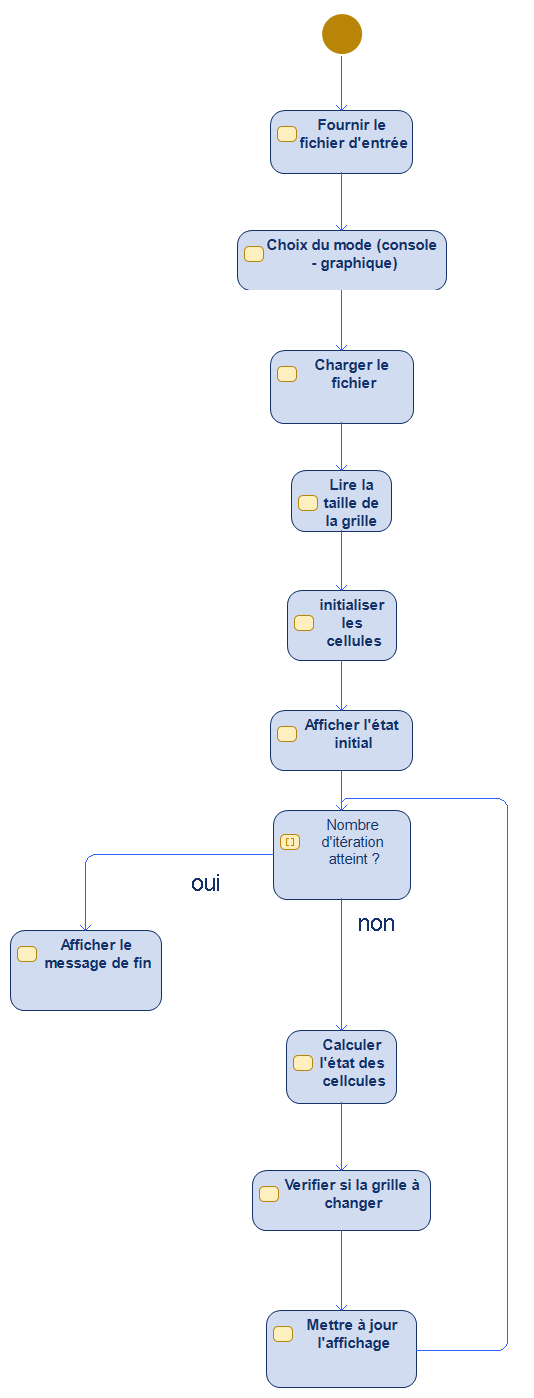 Fournir le
fichier d'entrée
Choix du mode (console
- graphique)
Charger le
fichier
Lire la
taille de
la grille
initialiser
les
cellules
Afficher l'état
initial
Nombre
d'itération
atteint ?
oui
non
Afficher le
message de fin
Calculer
l'état des
cellcules
Verifier si la grille à
changer
Mettre à jour
l'affichage